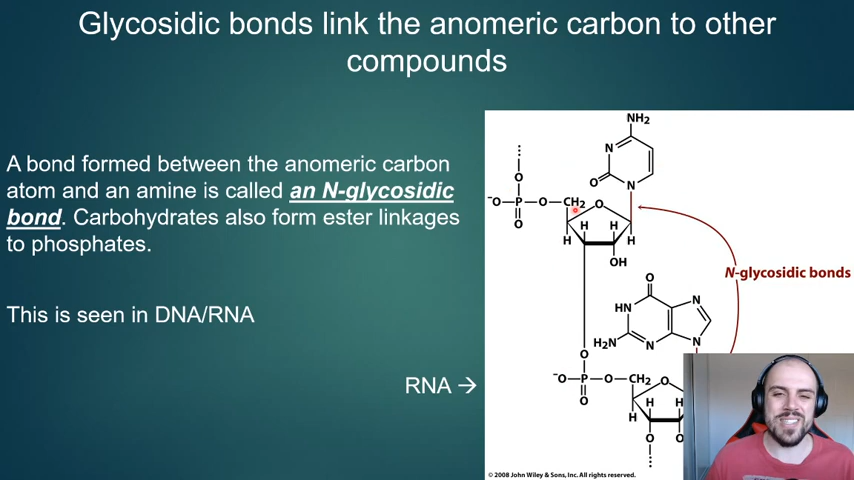 Glycosidic bonds link the anomeric carbon to other
compounds
A bond formed between the anomeric carbon
atom and an amine is called an N-glycosidic
bond. Carbohydrates also form ester linkages
to phosphates.
This is seen in DNA/RNA
RNA →
NH₂
N
O
O
N
⁻O—P—O—CH₂
O
O
H
H
H
H
OH
N-glycosidic bonds
O
HN
N
H₂N
N
N
O
⁻O—P—O—CH₂
O
O
H
H
H
O
O
© 2008 John Wiley & Sons, Inc. All rights reserved.